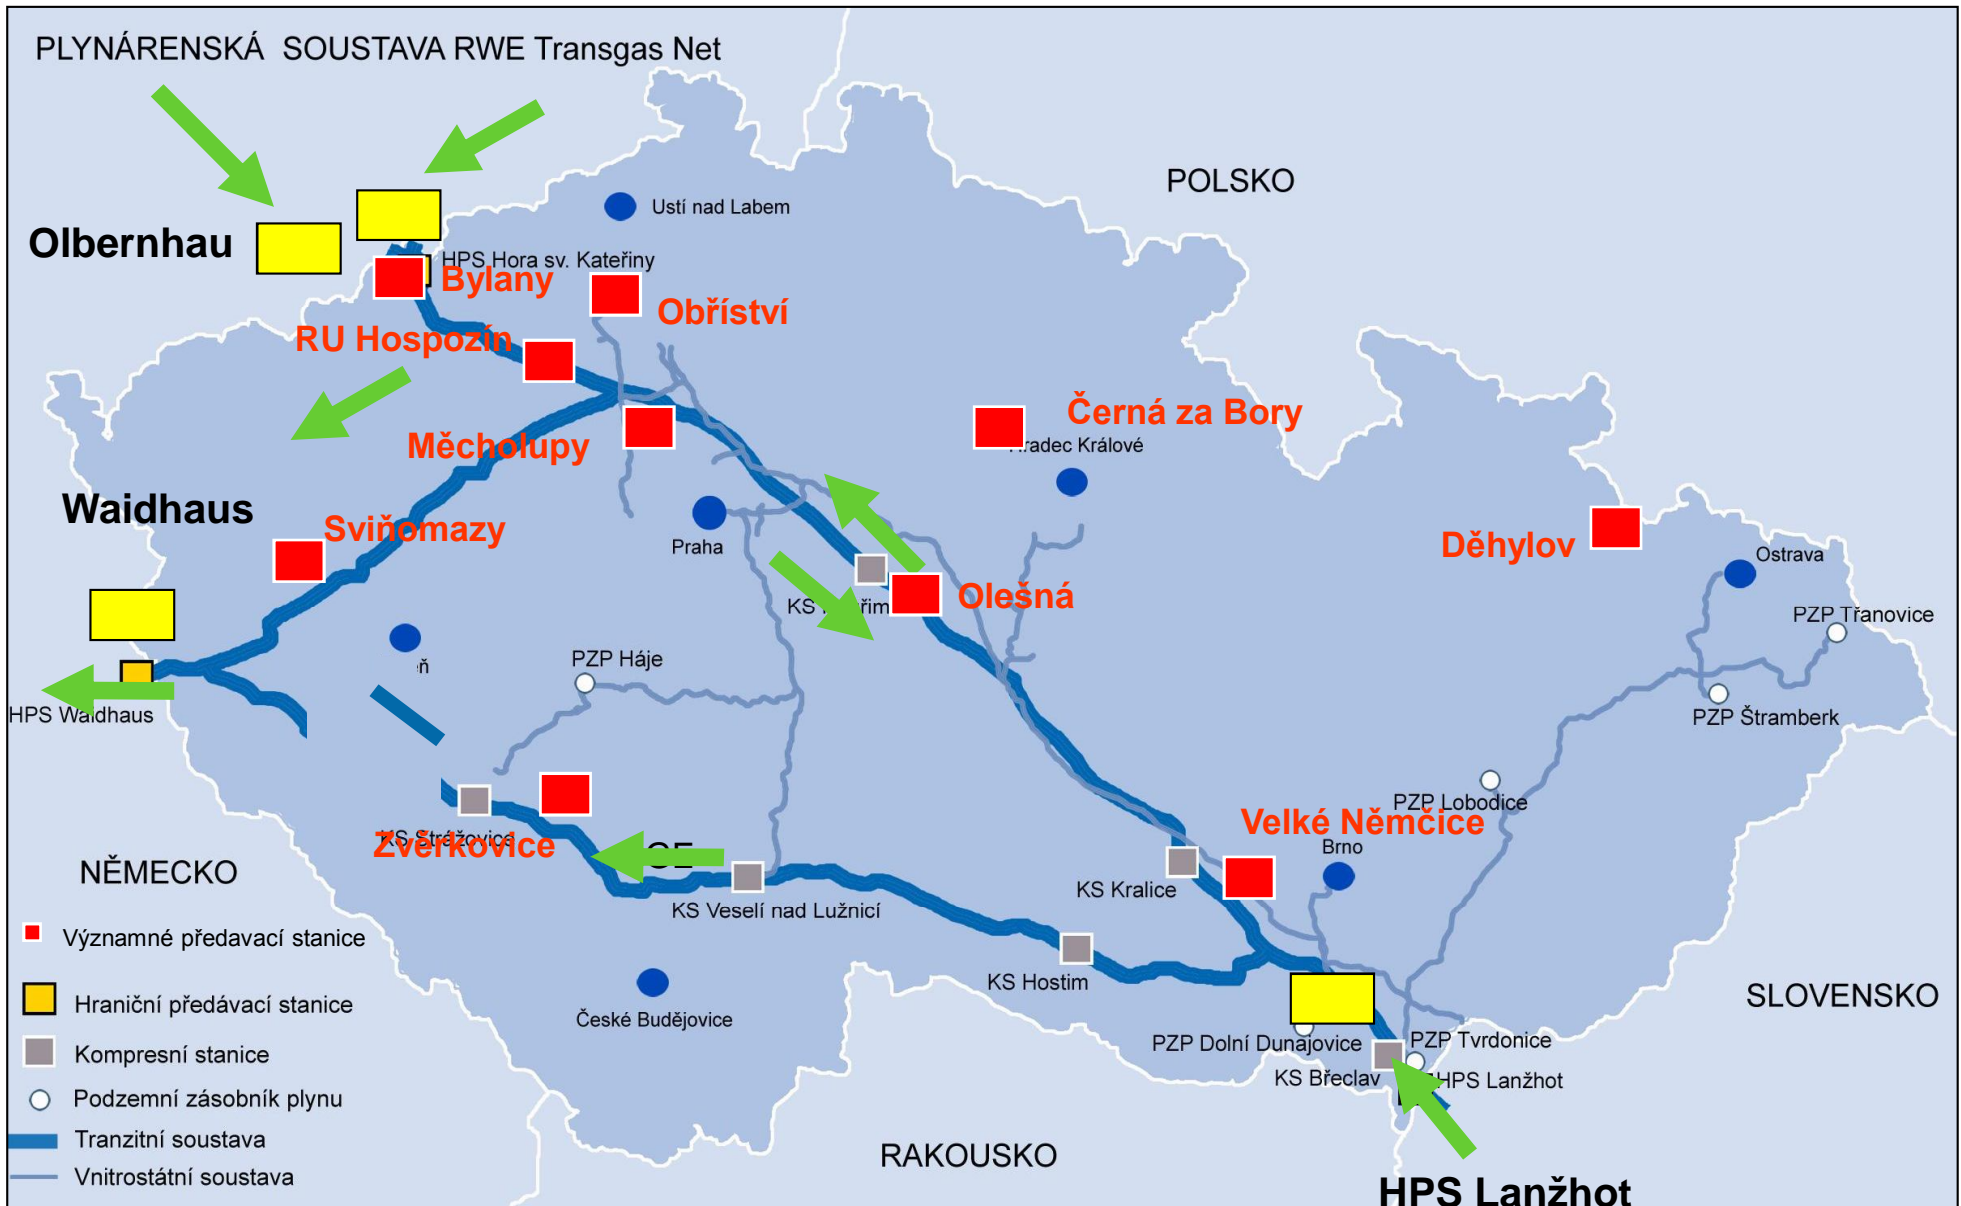 PLYNÁRENSKÁ SOUSTAVA RWE Transgas Net
POLSKO
Ustí nad Labem
Olbernhau
HPS Hora sv. Kateřiny
Bylany
Obříství
RU Hospozín
Černá za Bory
Hradec Králové
Měcholupy
Waidhaus
Sviňomazy
Praha
Děhylov
Ostrava
KS
Olešná
PZP Třanovice
PZP Háje
HPS Waidhaus
PZP Štramberk
PZP Lobodice
Velké Němčice
KS Strážovice
Zvěrkovice
Brno
NĚMECKO
KS Kralice
KS Veselí nad Lužnicí
Významné předavací stanice
KS Hostim
SLOVENSKO
Hraniční předávací stanice
České Budějovice
PZP Dolní Dunajovice
PZP Tvrdonice
Kompresní stanice
KS Břeclav
HPS Lanžhot
Podzemní zásobník plynu
Tranzitní soustava
RAKOUSKO
Vnitrostátní soustava
HPS Lanžhot